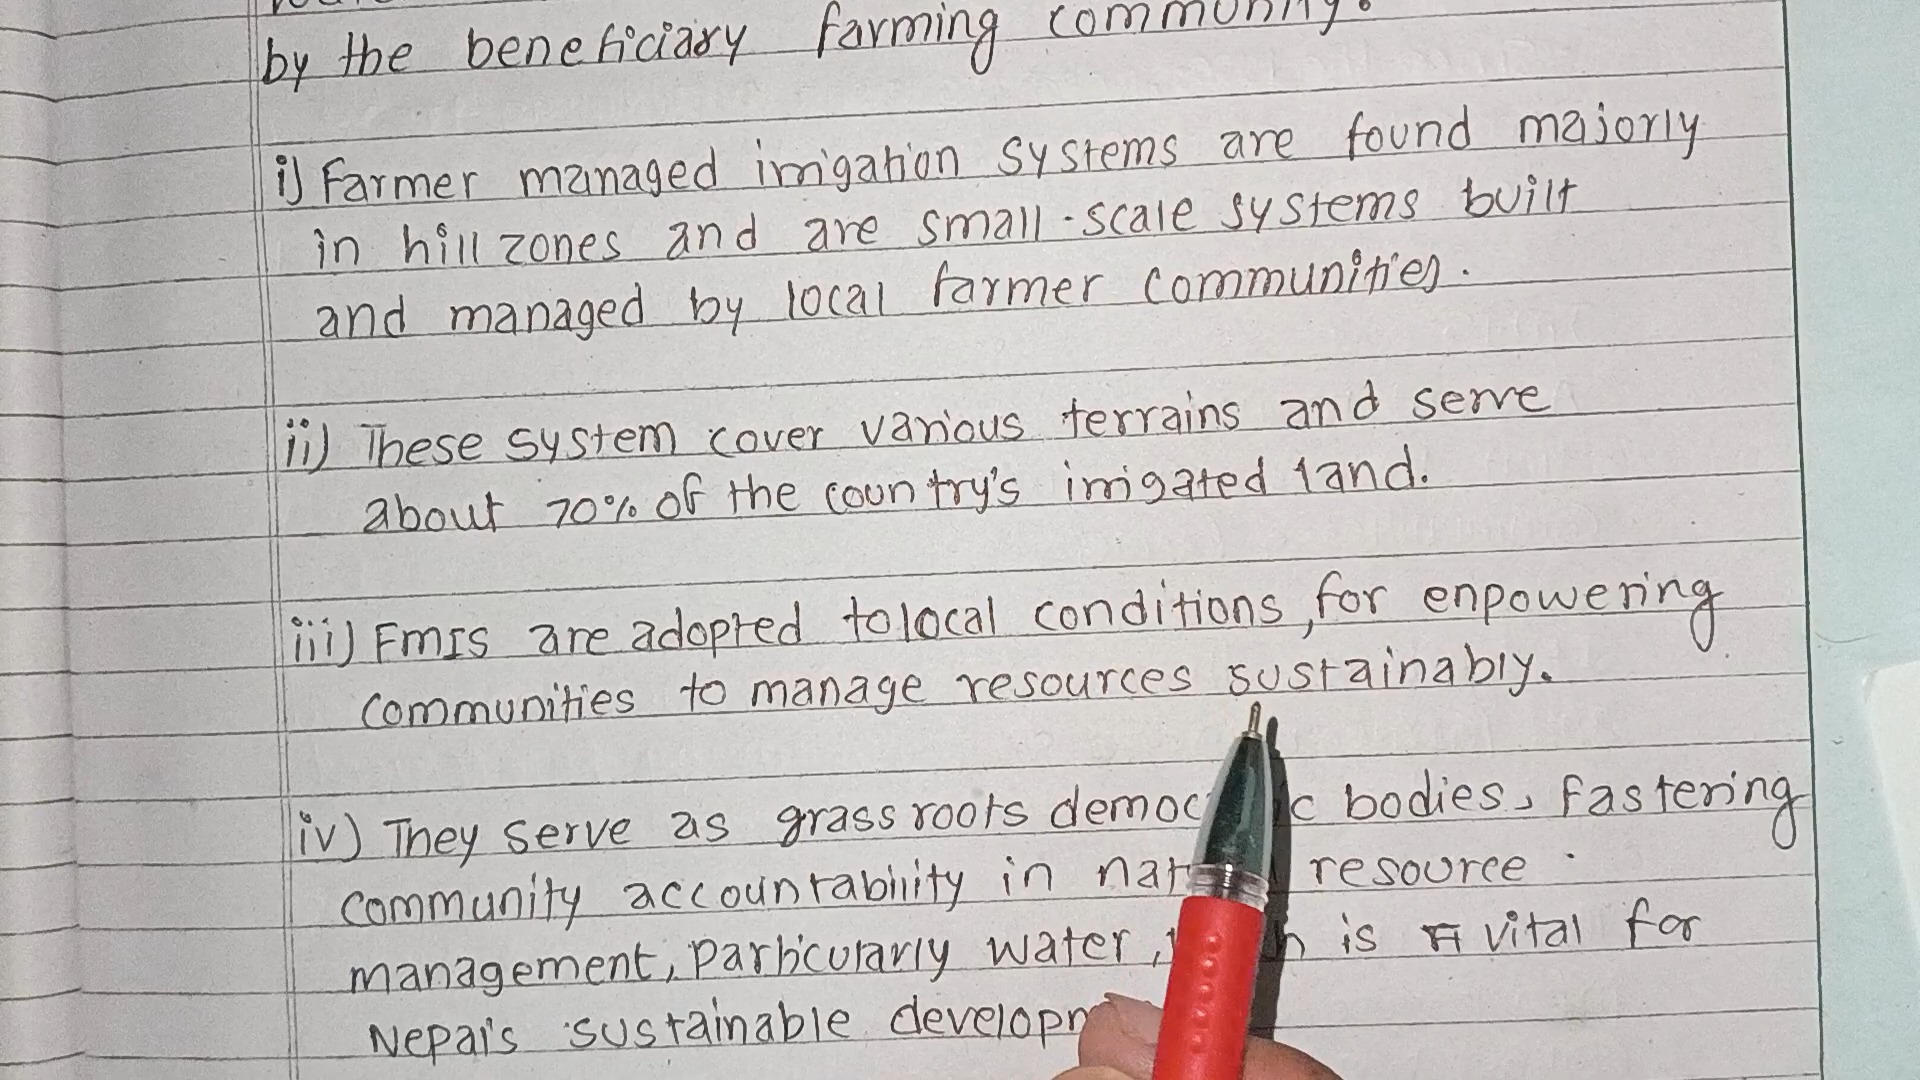 by the beneficiary farming community.
i) Farmer managed irrigation systems are found majorly
in hill zones and are small-scale systems built
and managed by local farmer communities.
ii) These system cover various terrains and serve
about 70% of the country's irrigated land.
iii) FMIS are adopted to local conditions, for enpowering
communities to manage resources sustainably.
iv) They serve as grassroots bodies, fastering
community accountability in resource
management, particularly water, is vital for
Nepal's sustainable